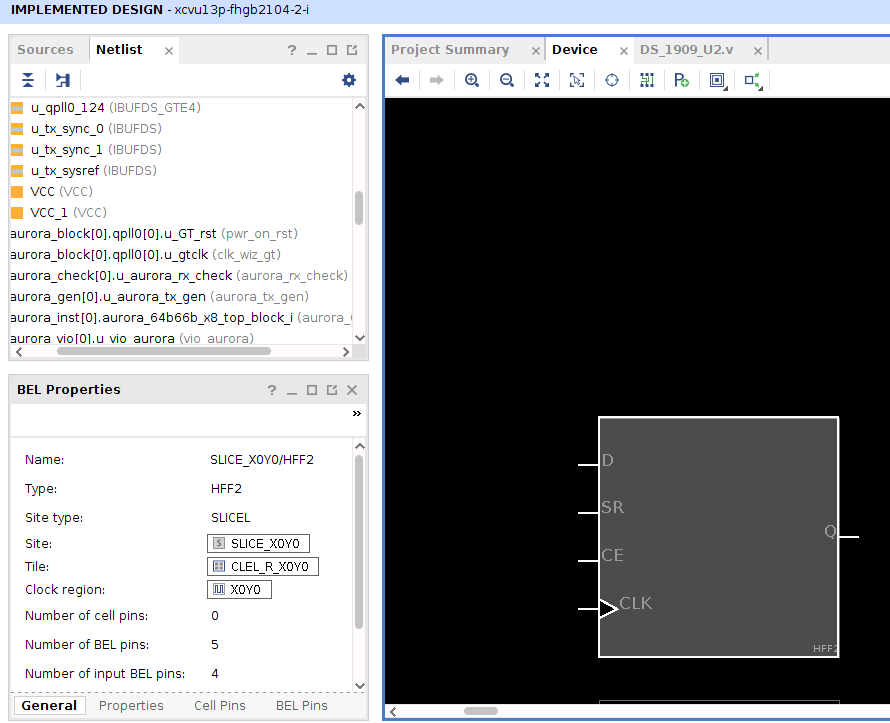 IMPLEMENTED DESIGN - xcvu13p-fhgb2104-2-i
Sources Netlist × ? _
u_qpll0_124 (IBUFDS_GTE4)
u_tx_sync_0 (IBUFDS)
u_tx_sync_1 (IBUFDS)
u_tx_sysref (IBUFDS)
VCC (VCC)
VCC_1 (VCC)
aurora_block[0].qpll0[0].u_GT_rst (pwr_on_rst)
aurora_block[0].qpll0[0].u_gtclk (clk_wiz_gt)
aurora_check[0].u_aurora_rx_check (aurora_rx_check)
aurora_gen[0].u_aurora_tx_gen (aurora_tx_gen)
aurora_inst[0].aurora_64b66b_x8_top_block_i (aurora_
aurora_vio[0].u_vio_aurora (vio_aurora)
BEL Properties ? _ ×
»
Name: SLICE_X0Y0/HFF2
Type: HFF2
Site type: SLICEL
Site: S SLICE_X0Y0
Tile: CLEL_R_X0Y0
Clock region: X0Y0
Number of cell pins: 0
Number of BEL pins: 5
Number of input BEL pins: 4
General Properties Cell Pins BEL Pins
Project Summary × Device × DS_1909_U2.v ×
D
SR
Q
CE
CLK
HFF2